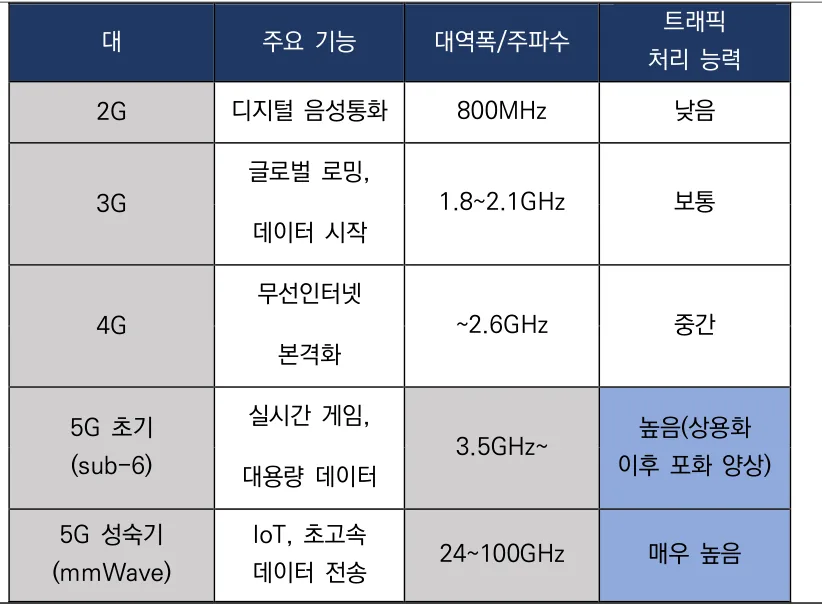 대
주요 기능
대역폭/주파수
트래픽
처리 능력
2G
디지털 음성통화
800MHz
낮음
3G
글로벌 로밍,
데이터 시작
1.8~2.1GHz
보통
4G
무선인터넷
본격화
~2.6GHz
중간
5G 초기
(sub-6)
실시간 게임,
대용량 데이터
3.5GHz~
높음(상용화
이후 포화 양상)
5G 성숙기
(mmWave)
IoT, 초고속
데이터 전송
24~100GHz
매우 높음